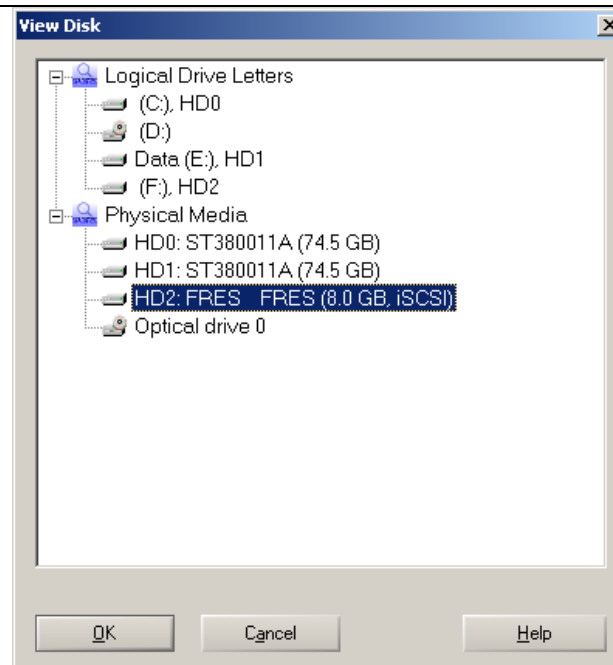 View Disk
Logical Drive Letters
(C:), HD0
(D:)
Data (E:), HD1
(F:), HD2
Physical Media
HD0: ST380011A (74.5 GB)
HD1: ST380011A (74.5 GB)
HD2: FRES FRES (8.0 GB, iSCSI)
Optical drive 0
OK Cancel Help